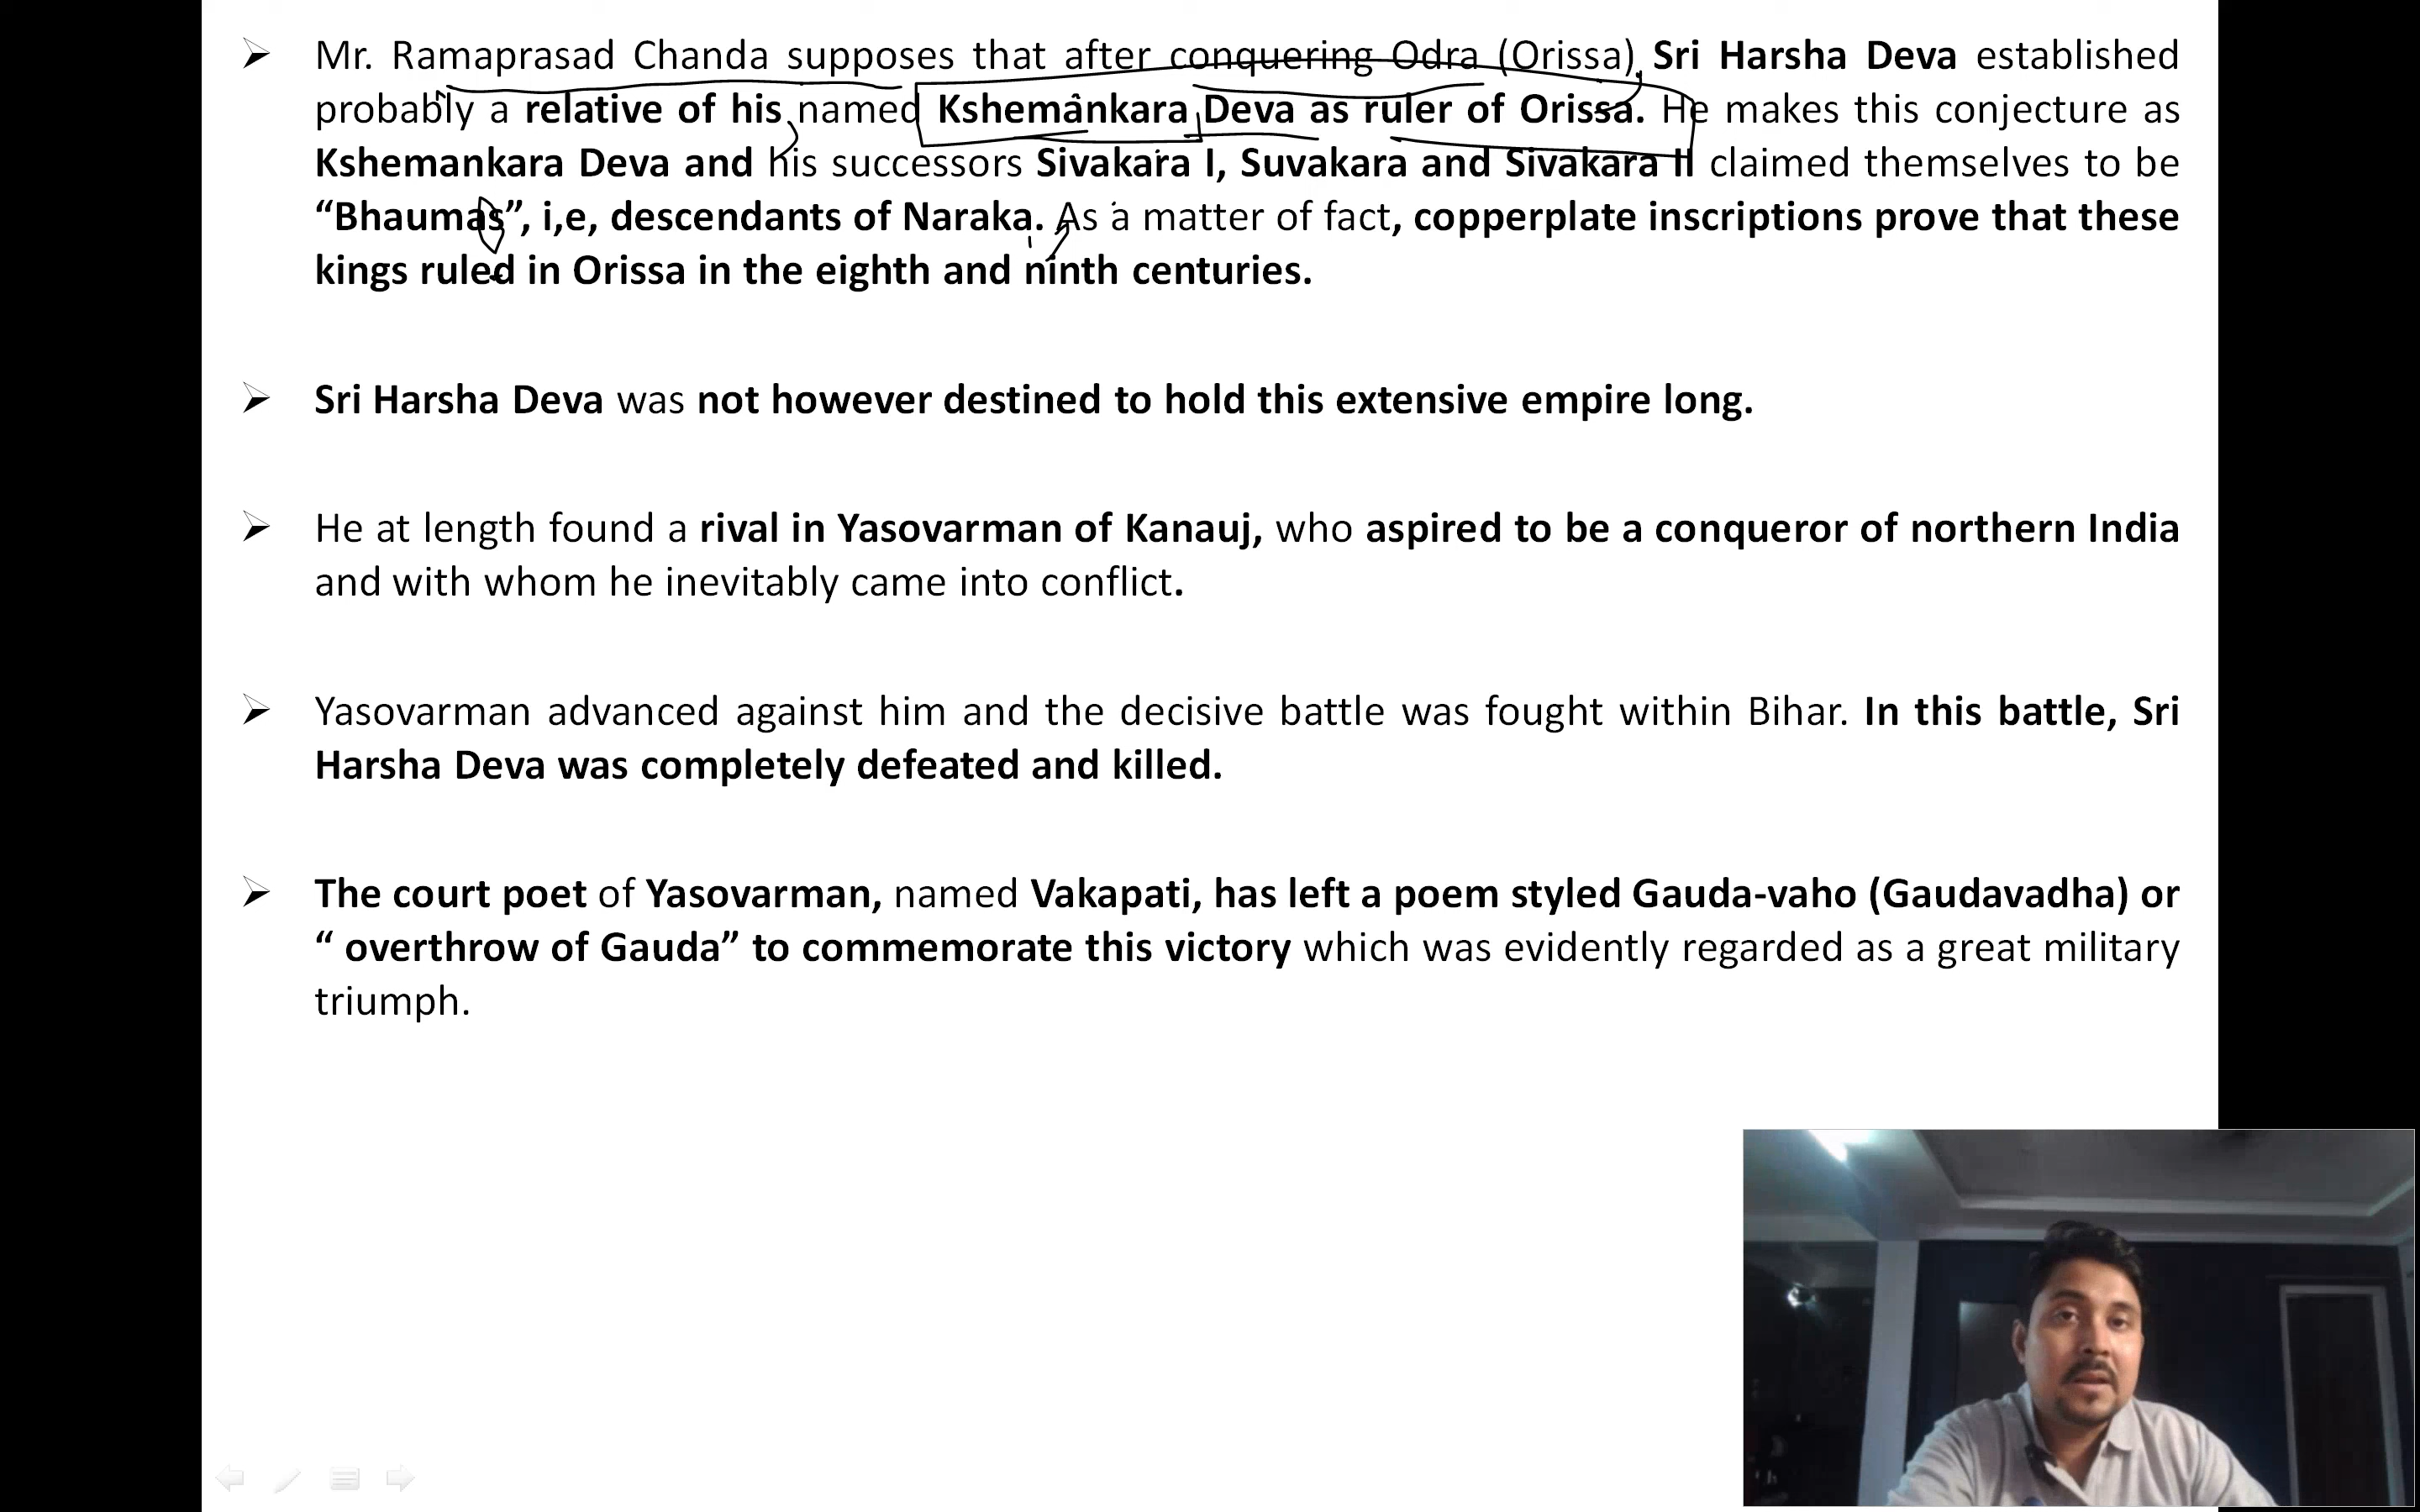 Mr. Ramaprasad Chanda supposes that after conquering Odra (Orissa), Sri Harsha Deva established
probably a relative of his, named Kshemankara Deva as ruler of Orissa. He makes this conjecture as
Kshemankara Deva and his successors Sivakara I, Suvakara and Sivakara II claimed themselves to be
“Bhaumas”, i,e, descendants of Naraka. As a matter of fact, copperplate inscriptions prove that these
kings ruled in Orissa in the eighth and ninth centuries.
Sri Harsha Deva was not however destined to hold this extensive empire long.
He at length found a rival in Yasovarman of Kanauj, who aspired to be a conqueror of northern India
and with whom he inevitably came into conflict.
Yasovarman advanced against him and the decisive battle was fought within Bihar. In this battle, Sri
Harsha Deva was completely defeated and killed.
The court poet of Yasovarman, named Vakapati, has left a poem styled Gauda-vaho (Gaudavadha) or
“ overthrow of Gauda” to commemorate this victory which was evidently regarded as a great military
triumph.